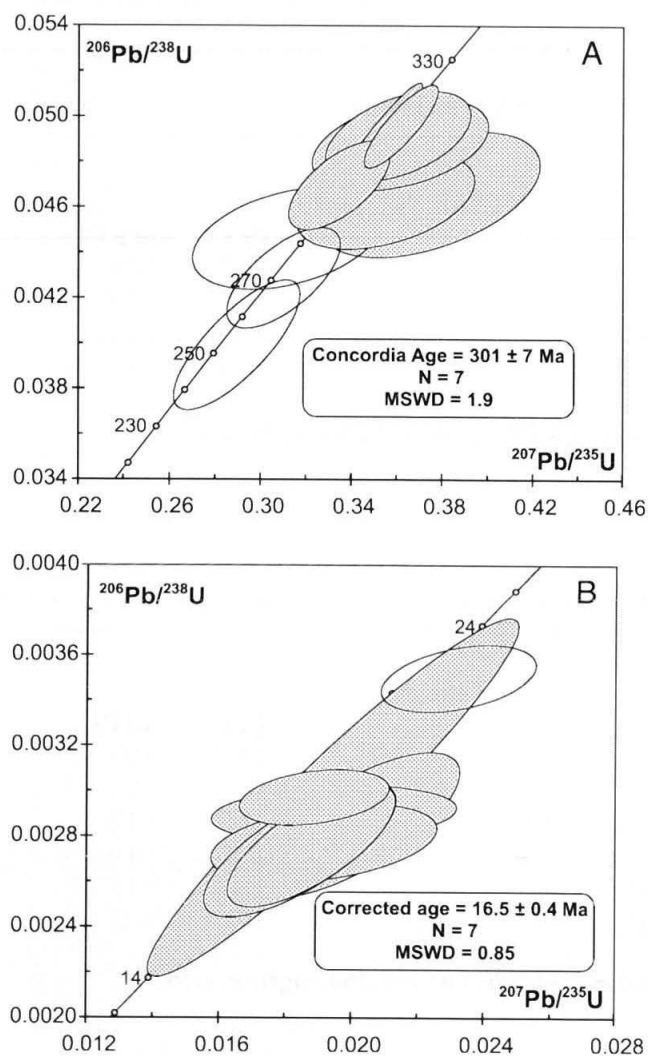 0.054
²⁰⁶Pb/²³⁸U
330
A
0.050
0.046
270
0.042
250
Concordia Age = 301 ± 7 Ma
N = 7
MSWD = 1.9
0.038
230
²⁰⁷Pb/²³⁵U
0.034
0.22
0.26
0.30
0.34
0.38
0.42
0.46
0.0040
²⁰⁶Pb/²³⁸U
B
24
0.0036
0.0032
0.0028
Corrected age = 16.5 ± 0.4 Ma
N = 7
MSWD = 0.85
0.0024
14
²⁰⁷Pb/²³⁵U
0.0020
0.012
0.016
0.020
0.024
0.028